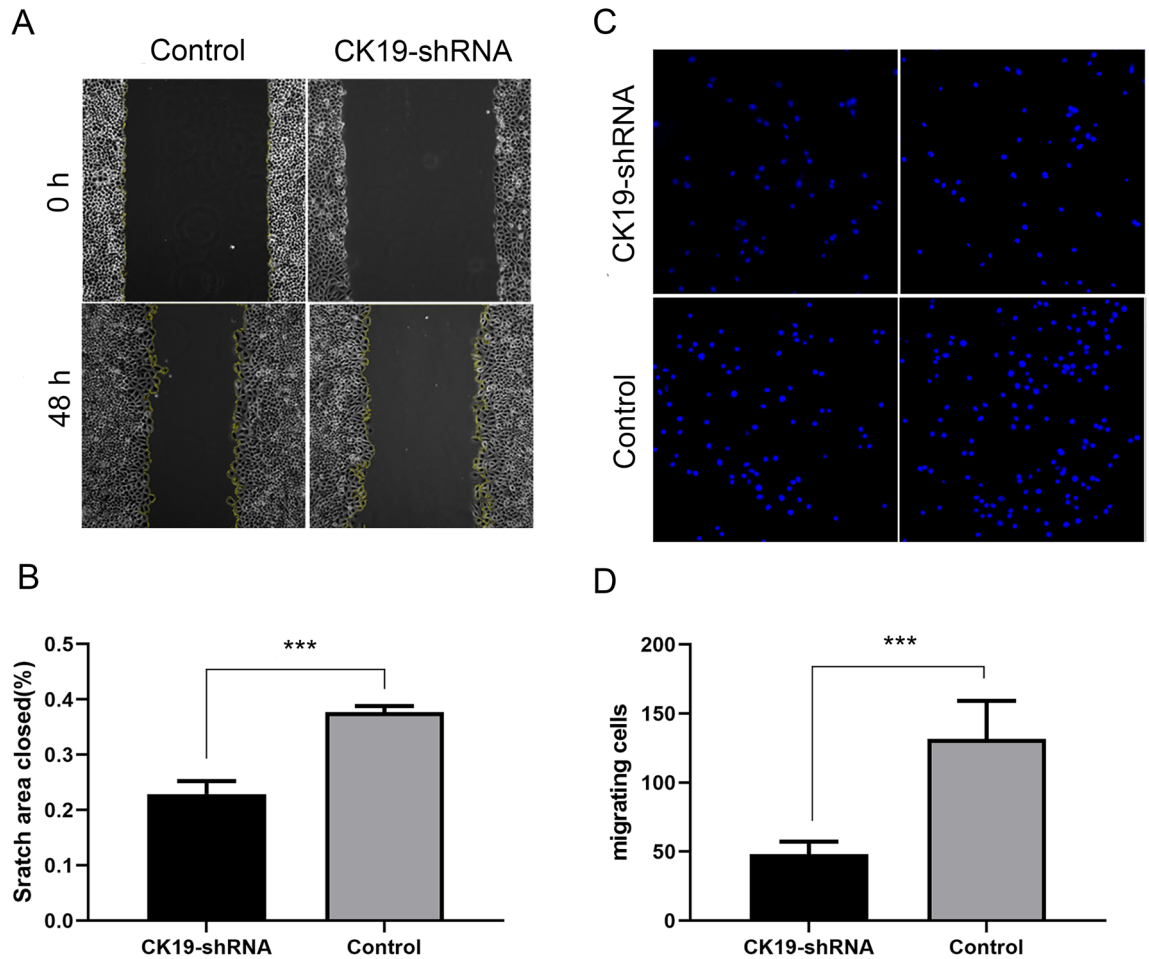 A
Control
CK19-shRNA
0 h
48 h
C
CK19-shRNA
Control
B
Sratch area closed(%)
0.5
0.4
0.3
0.2
0.1
0.0
***
CK19-shRNA
Control
D
migrating cells
200
150
100
50
0
***
CK19-shRNA
Control